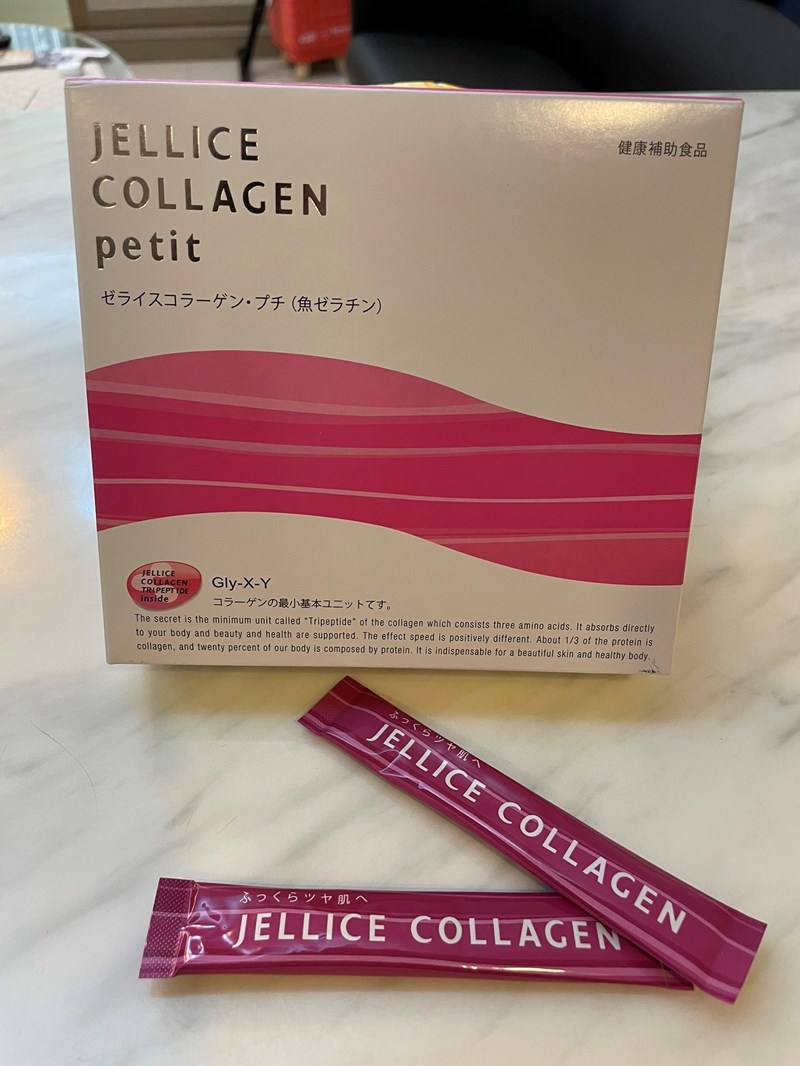 JELLICE
COLLAGEN
petit
健康補助食品
ゼライスコラーゲン・プチ（魚ゼラチン）
JELLICE
COLLAGEN
TRIPEPTIDE
inside
Gly-X-Y
コラーゲンの最小基本ユニットです。
The secret is the minimum unit called "Tripeptide" of the collagen which consists three amino acids. It absorbs directly
to your body and beauty and health are supported. The effect speed is positively different. About 1/3 of the protein is
collagen, and twenty percent of our body is composed by protein. It is indispensable for a beautiful skin and healthy body.
ふっくらツヤ肌へ
JELLICE COLLAGEN
ふっくらツヤ肌へ
JELLICE COLLAGEN